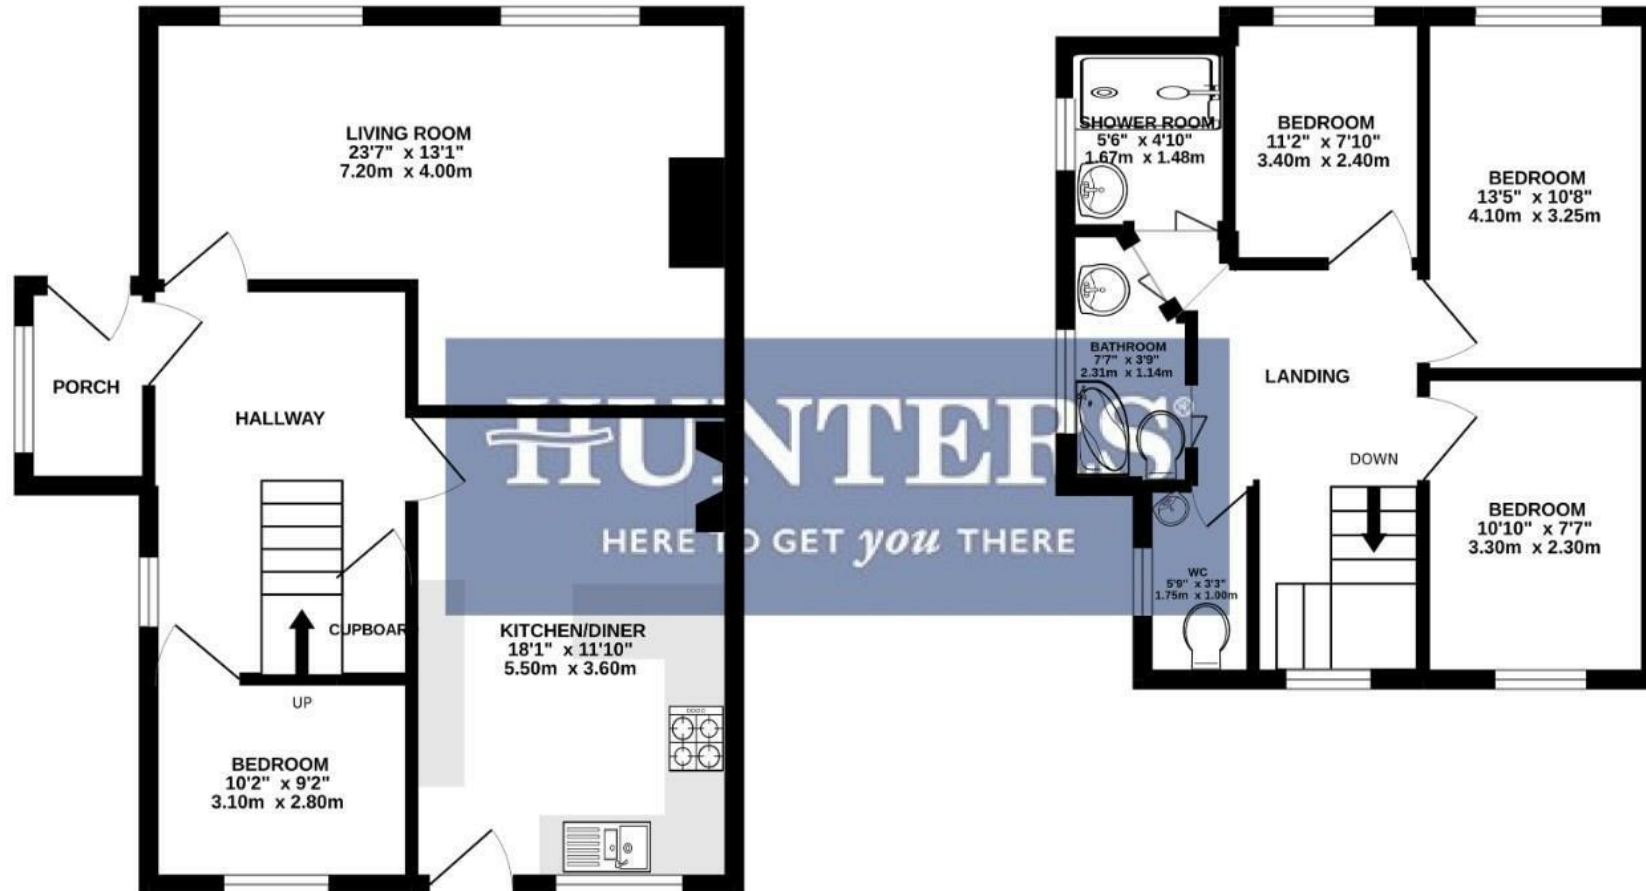 LIVING ROOM
23'7" x 13'1"
7.20m x 4.00m
PORCH
HALLWAY
CUPBOAR
UP
BEDROOM
10'2" x 9'2"
3.10m x 2.80m
KITCHEN/DINER
18'1" x 11'10"
5.50m x 3.60m
HUNTERS®
HERE TO GET you THERE
SHOWER ROOM
5'6" x 4'10"
1.67m x 1.48m
BEDROOM
11'2" x 7'10"
3.40m x 2.40m
BEDROOM
13'5" x 10'8"
4.10m x 3.25m
BATHROOM
7'7" x 3'9"
2.31m x 1.14m
LANDING
DOWN
BEDROOM
10'10" x 7'7"
3.30m x 2.30m
WC
5'9" x 3'3"
1.75m x 1.00m